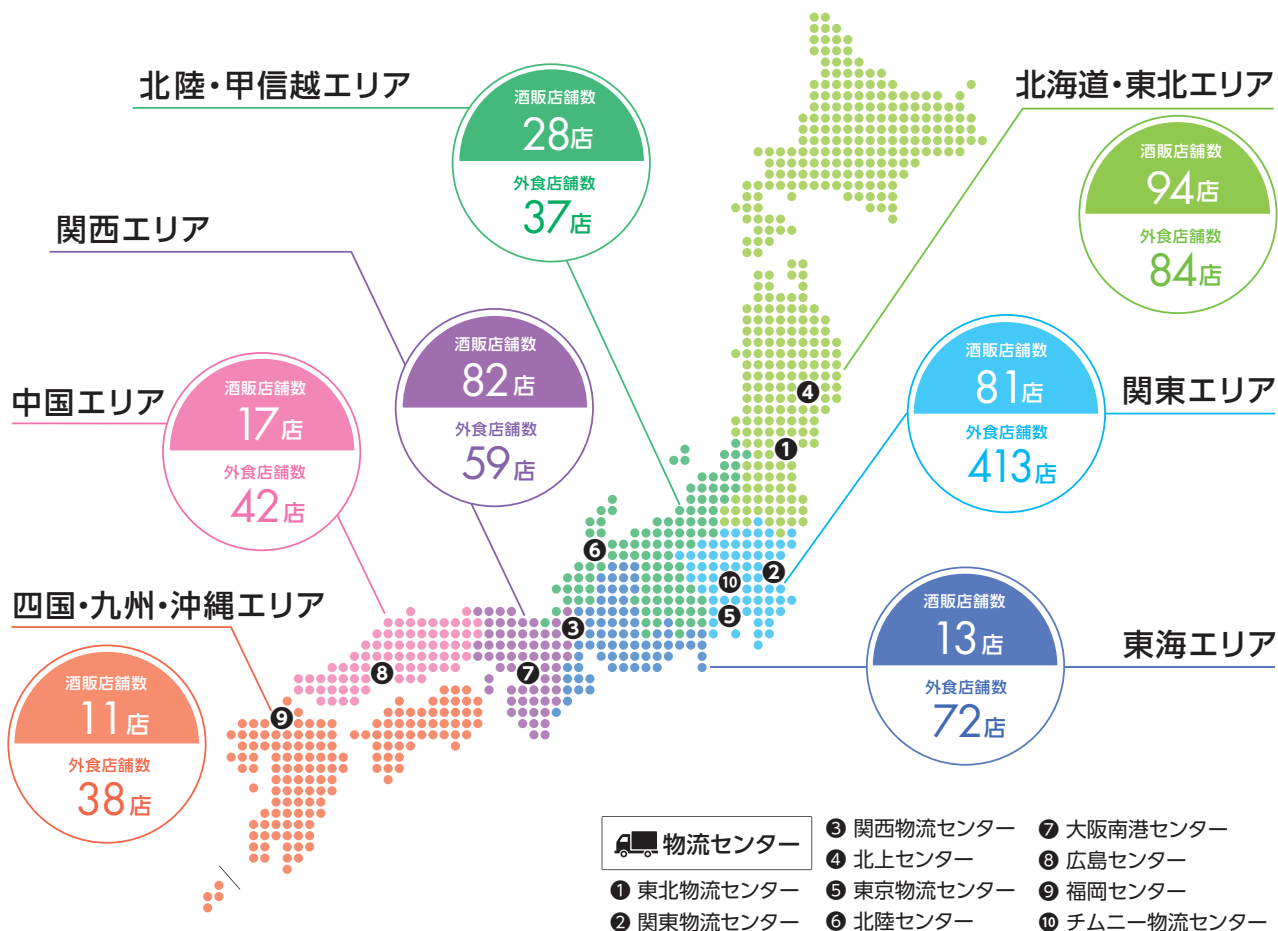 北陸・甲信越エリア
酒販店舗数
28店
外食店舗数
37店
北海道・東北エリア
酒販店舗数
94店
外食店舗数
84店
関西エリア
酒販店舗数
82店
外食店舗数
59店
関東エリア
酒販店舗数
81店
外食店舗数
413店
中国エリア
酒販店舗数
17店
外食店舗数
42店
東海エリア
酒販店舗数
13店
外食店舗数
72店
四国・九州・沖縄エリア
酒販店舗数
11店
外食店舗数
38店
❹
❶
❻
❿
❷
❺
❸
❽
❼
❾
物流センター
❶ 東北物流センター
❷ 関東物流センター
❸ 関西物流センター
❹ 北上センター
❺ 東京物流センター
❻ 北陸センター
❼ 大阪南港センター
❽ 広島センター
❾ 福岡センター
❿ チムニー物流センター